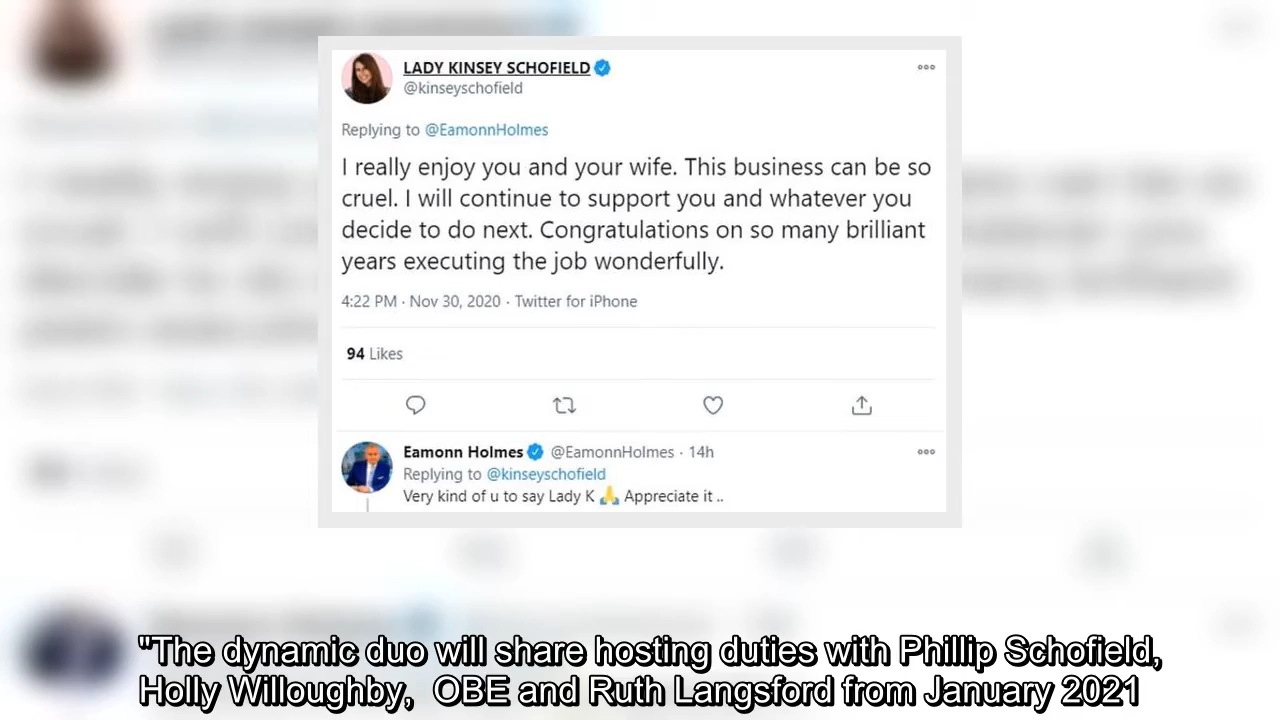 LADY KINSEY SCHOFIELD
@kinseyschofield
Replying to @EamonnHolmes
I really enjoy you and your wife. This business can be so
cruel. I will continue to support you and whatever you
decide to do next. Congratulations on so many brilliant
years executing the job wonderfully.
4:22 PM · Nov 30, 2020 · Twitter for iPhone
94 Likes
Eamonn Holmes @EamonnHolmes · 14h
Replying to @kinseyschofield
Very kind of u to say Lady K 🙏 Appreciate it ..
"The dynamic duo will share hosting duties with Phillip Schofield,
Holly Willoughby,  OBE and Ruth Langsford from January 2021